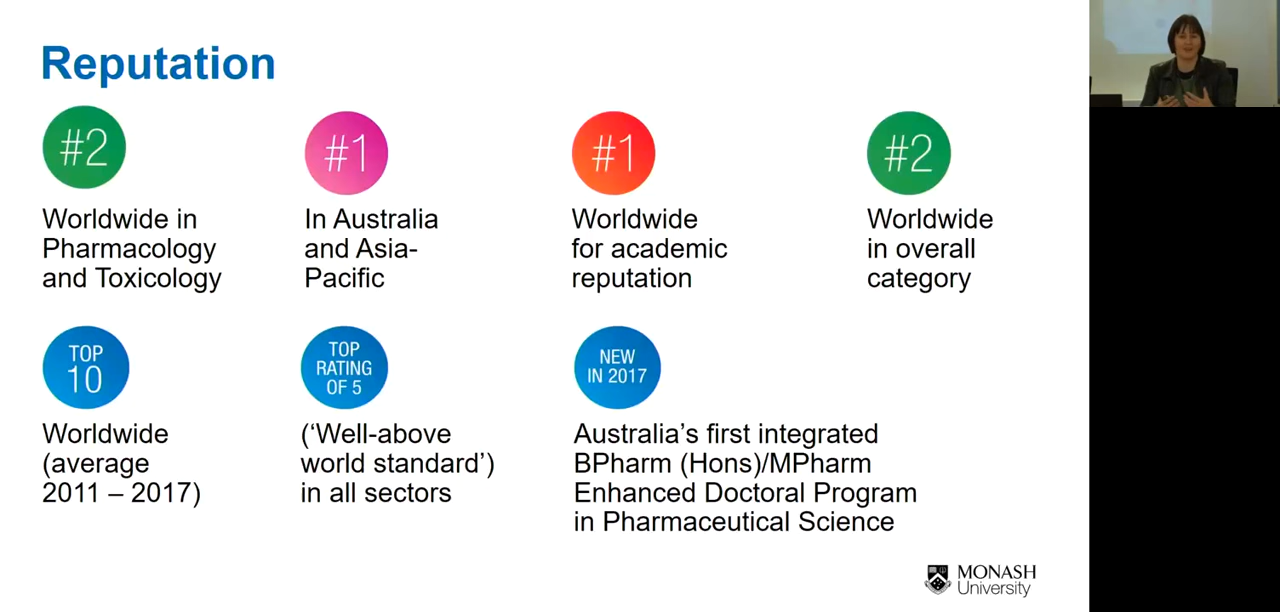 Reputation
#2
Worldwide in
Pharmacology
and Toxicology
#1
In Australia
and Asia-
Pacific
#1
Worldwide
for academic
reputation
#2
Worldwide
in overall
category
TOP
10
Worldwide
(average
2011 – 2017)
TOP
RATING
OF 5
(‘Well-above
world standard’)
in all sectors
NEW
IN 2017
Australia’s first integrated
BPharm (Hons)/MPharm
Enhanced Doctoral Program
in Pharmaceutical Science
MONASH
University